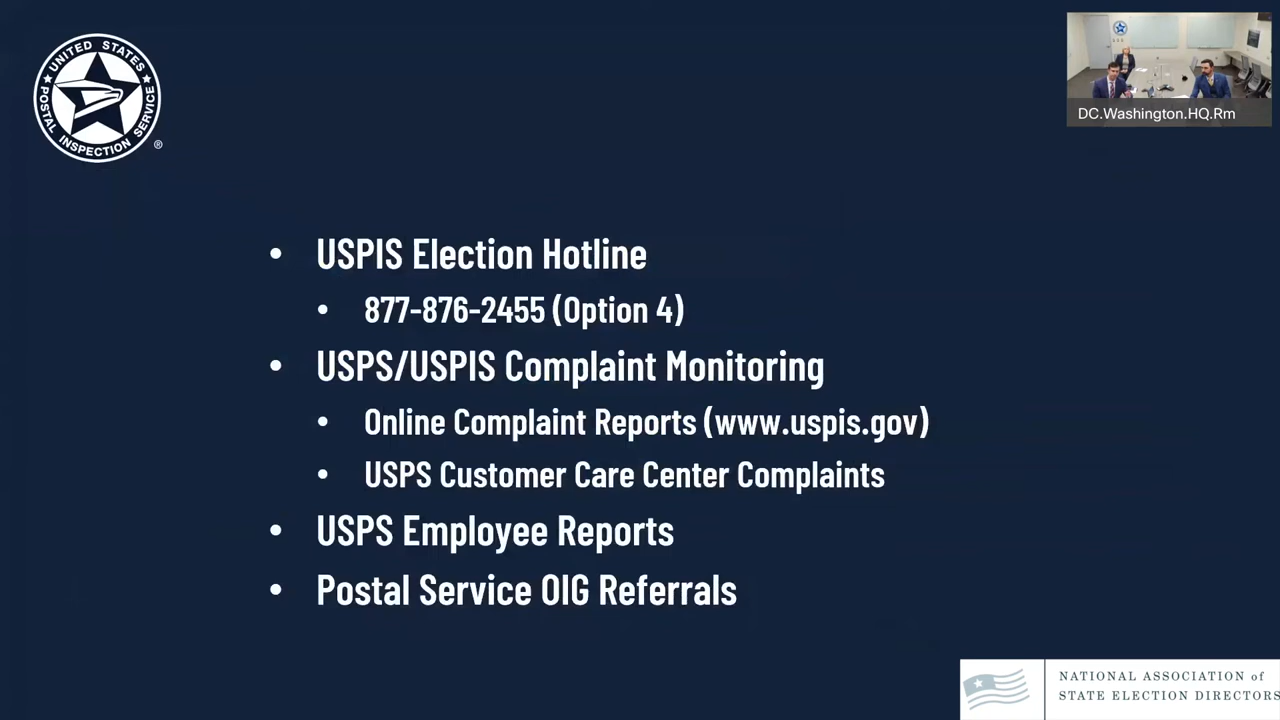 UNITED STATES
POSTAL INSPECTION SERVICE
®
DC.Washington.HQ.Rm
• USPIS Election Hotline
• 877-876-2455 (Option 4)
• USPS/USPIS Complaint Monitoring
• Online Complaint Reports (www.uspis.gov)
• USPS Customer Care Center Complaints
• USPS Employee Reports
• Postal Service OIG Referrals
NATIONAL ASSOCIATION of
STATE ELECTION DIRECTORS